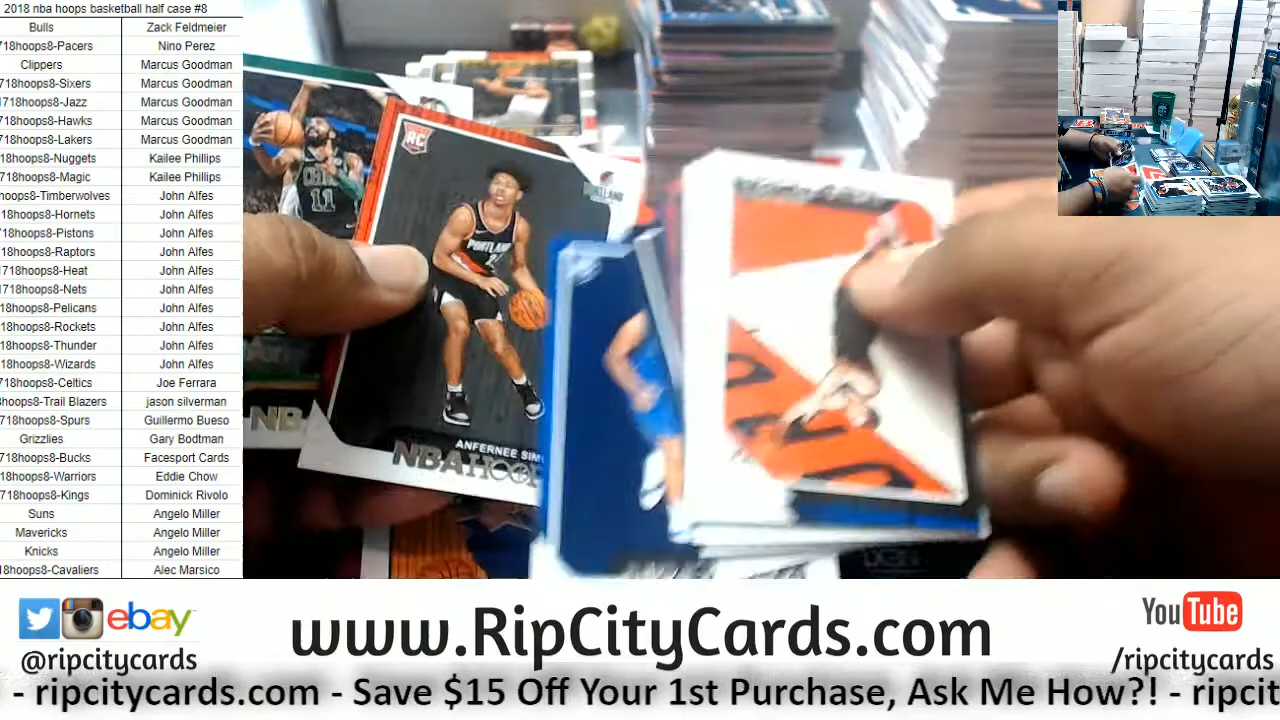 2018 nba hoops basketball half case #8
Bulls Zack Feldmeier
718hoops8-Pacers Nino Perez
Clippers Marcus Goodman
718hoops8-Sixers Marcus Goodman
1718hoops8-Jazz Marcus Goodman
18hoops8-Hawks Marcus Goodman
718hoops8-Lakers Marcus Goodman
18hoops8-Nuggets Kailee Phillips
718hoops8-Magic Kailee Phillips
hoops8-Timberwolves John Alfes
18hoops8-Hornets John Alfes
18hoops8-Pistons John Alfes
18hoops8-Raptors John Alfes
1718hoops8-Heat John Alfes
1718hoops8-Nets John Alfes
18hoops8-Pelicans John Alfes
18hoops8-Rockets John Alfes
18hoops8-Thunder John Alfes
18hoops8-Wizards John Alfes
718hoops8-Celtics Joe Ferrara
hoops8-Trail Blazers jason silverman
718hoops8-Spurs Guillermo Bueso
Grizzlies Gary Bodtman
718hoops8-Bucks Facesport Cards
18hoops8-Warriors Eddie Chow
718hoops8-Kings Dominick Rivolo
Suns Angelo Miller
Mavericks Angelo Miller
Knicks Angelo Miller
18hoops8-Cavaliers Alec Marsico
RC
PORTLAND
11
ANFERNEE SIM
NBA HOOP
NB
ebay
@ripcitycards
www.RipCityCards.com
YouTube
/ripcitycards
- ripcitycards.com - Save $15 Off Your 1st Purchase, Ask Me How?! - ripcit